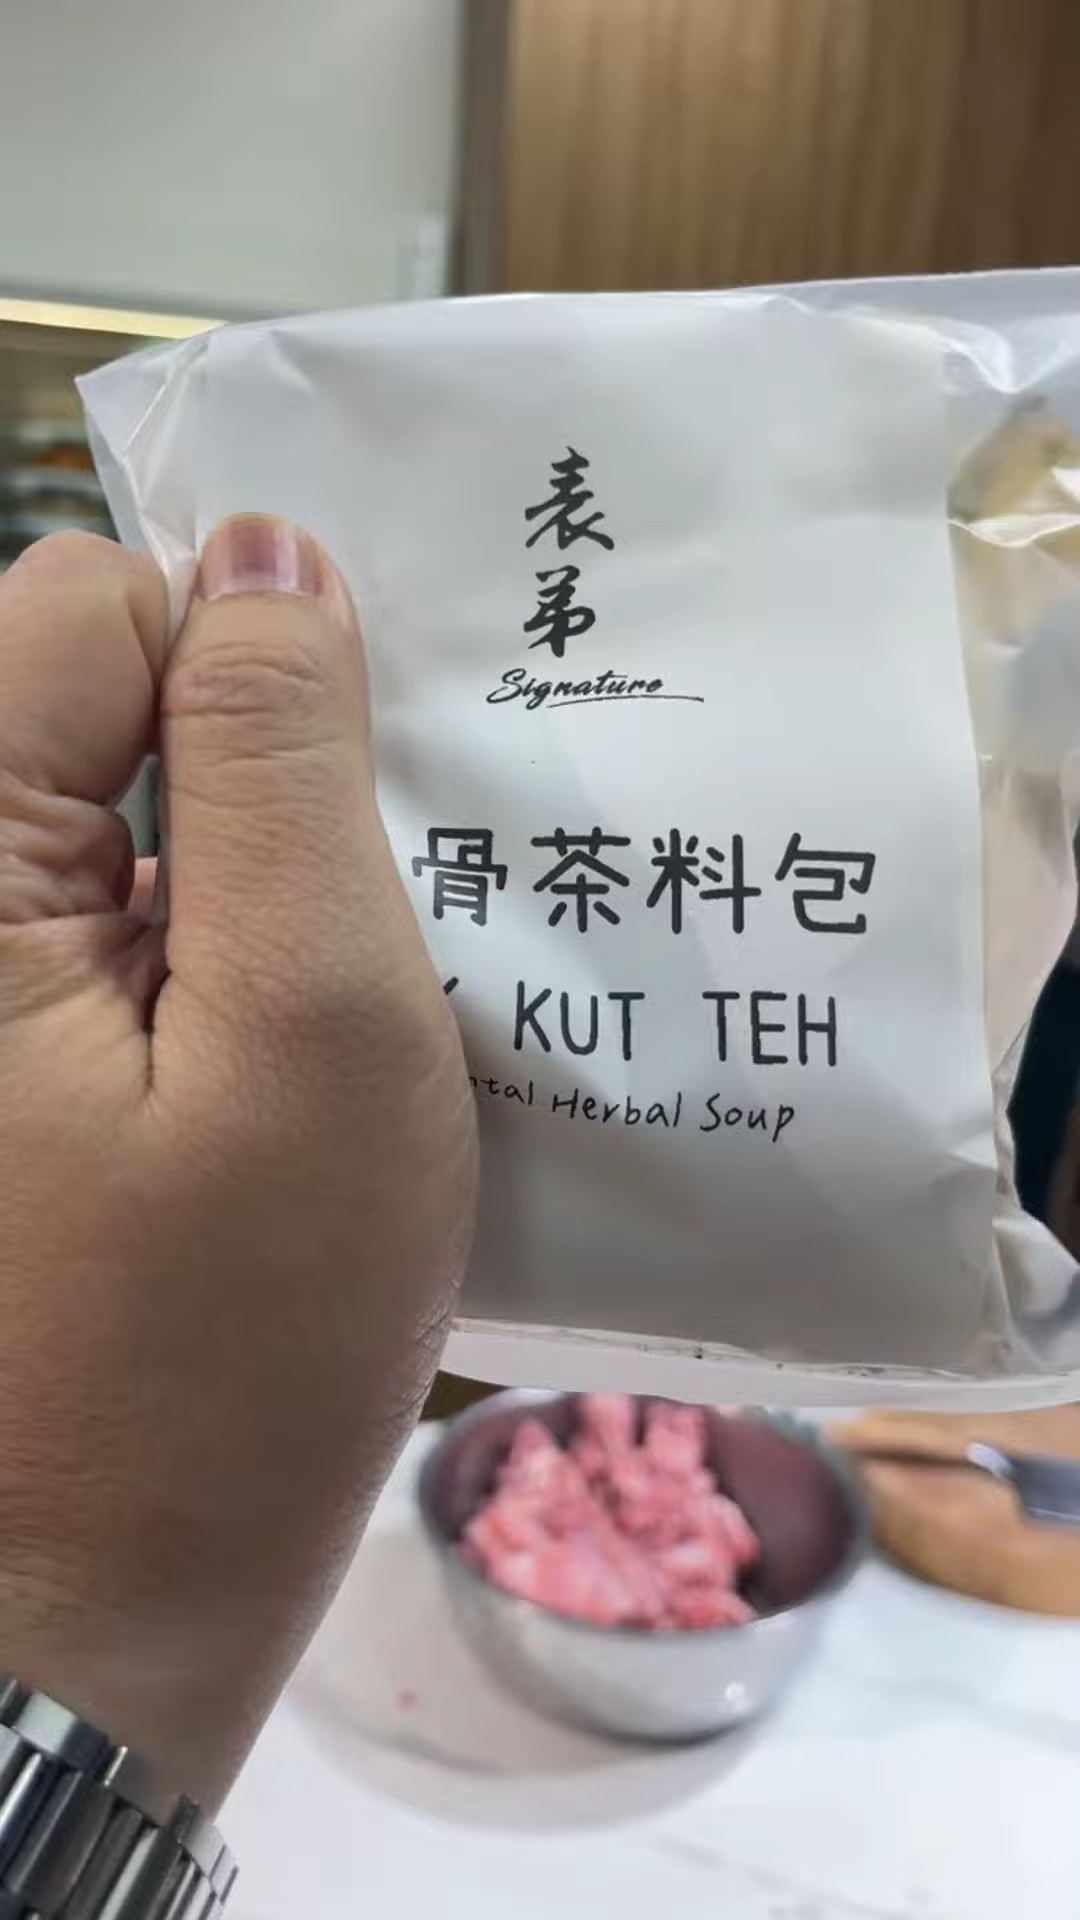 表
弟
Signature
骨茶料包
KUT TEH
Herbal Soup